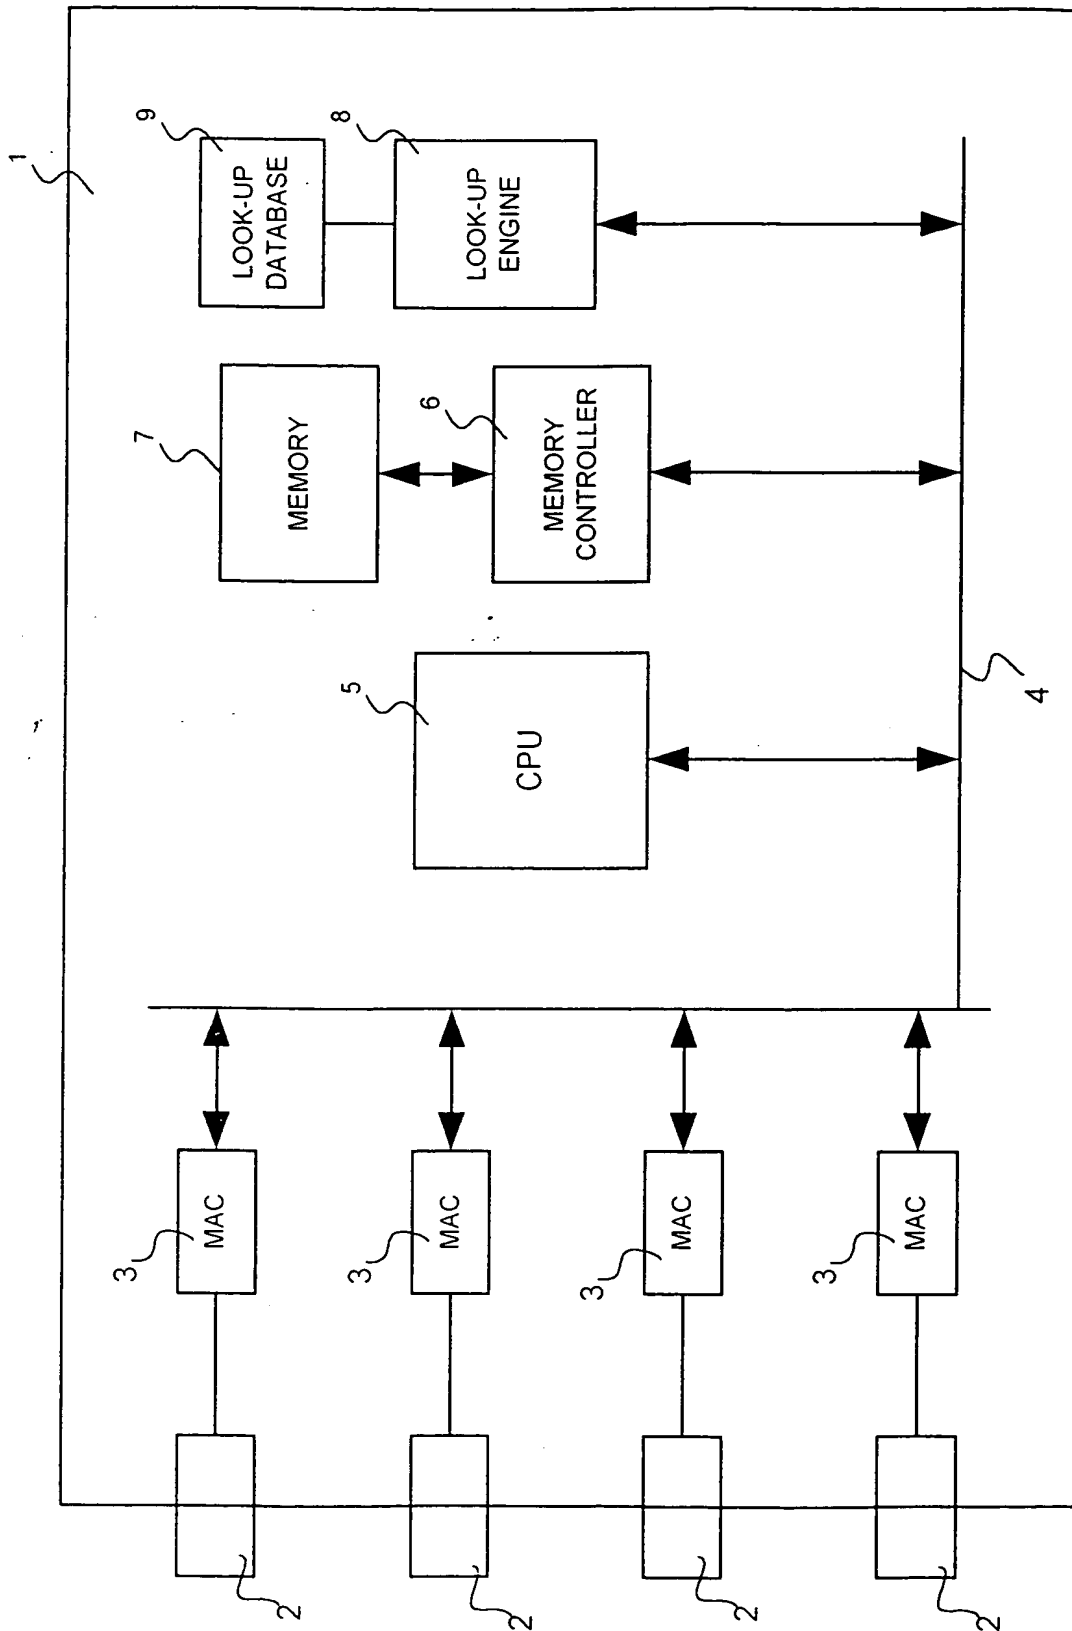 1
9
LOOK-UP
DATABASE
8
LOOK-UP
ENGINE
7
MEMORY
6
MEMORY
CONTROLLER
5
CPU
4
3
MAC
3
MAC
3
MAC
3
MAC
2
2
2
2